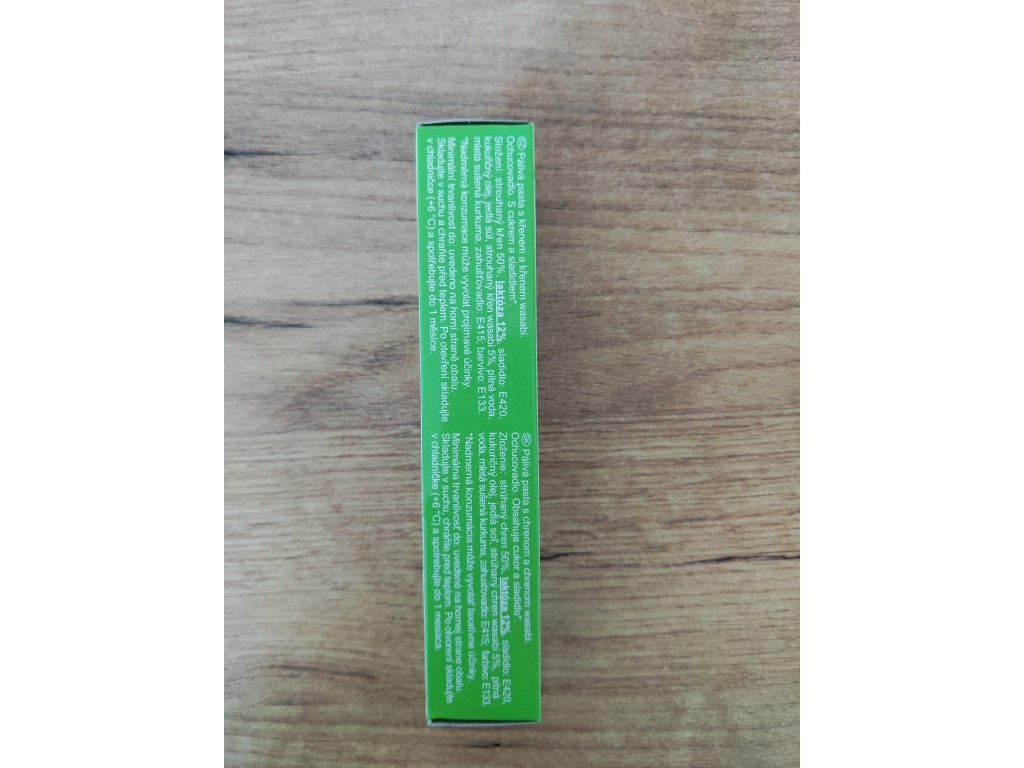 CZ Pálivá pasta s křenem a křenem wasabi.
Ochucovadlo. S cukrem a sladidlem*.
Složení: strouhaný křen 50%, laktóza 12%, sladidlo: E420,
kukuřičný olej, jedlá sůl, strouhaný křen wasabi 5%, pitná voda,
mletá sušená kurkuma, zahušťovadlo: E415; barvivo: E133.
*Nadměrná konzumace může vyvolat projímavé účinky.
Minimální trvanlivost do: uvedeno na horní straně obalu.
Skladujte v suchu a chraňte před teplem. Po otevření skladujte
v chladničce (+6 °C) a spotřebujte do 1 měsíce.
SK Pálivá pasta s chrenom a chrenom wasabi.
Ochucovadlo. Obsahuje cukor a sladidlo*.
Zloženie: strúhaný chren 50%, laktóza 12%, sladidlo: E420,
kukuričný olej, jedlá soľ, strúhaný chren wasabi 5%, pitná
voda, mletá sušená kurkuma, zahusťovadlo: E415; farbivo: E133.
*Nadmerná konzumácia môže vyvolať laxatívne účinky.
Minimálna trvanlivosť do: uvedené na hornej strane obalu.
Skladujte v suchu, chráňte pred teplom. Po otvorení skladujte
v chladničke (+6 °C) a spotrebujte do 1 mesiaca.